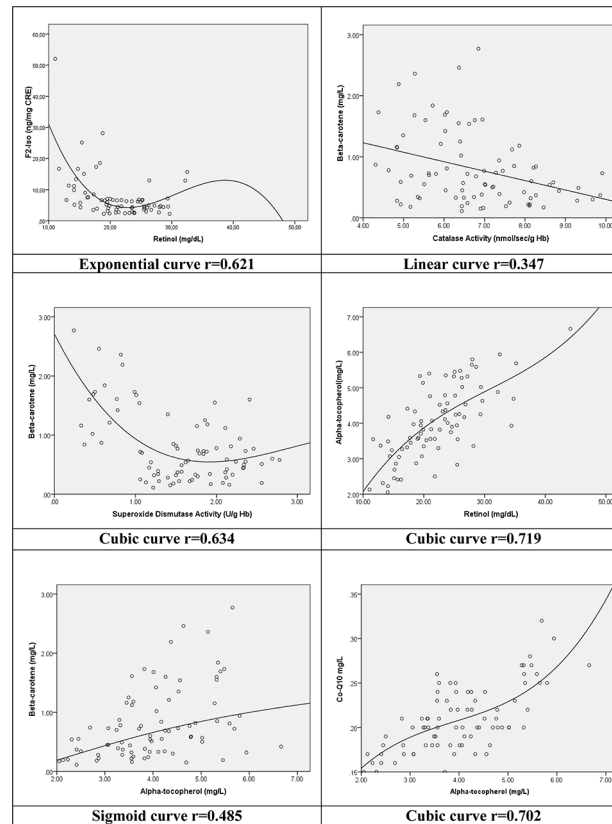 60,00
50,00
40,00
30,00
20,00
10,00
,00
F2-Iso (ng/mg CRE)
10,00 20,00 30,00 40,00 50,00
Retinol (mg/dL)
Exponential curve r=0.621
3.00
2.00
1.00
.00
Beta-carotene (mg/L)
4.00 5.00 6.00 7.00 8.00 9.00 10.00
Catalase Activity (nmol/sec/g Hb)
Linear curve r=0.347
3.00
2.00
1.00
.00
Beta-carotene (mg/L)
.00 1.00 2.00 3.00
Superoxide Dismutase Activity (U/g Hb)
Cubic curve r=0.634
7.00
6.00
5.00
4.00
3.00
2.00
Alpha-tocopherol(mg/L)
10.00 20.00 30.00 40.00 50.00
Retinol (mg/dL)
Cubic curve r=0.719
3.00
2.00
1.00
.00
Beta-carotene (mg/L)
2.00 3.00 4.00 5.00 6.00 7.00
Alpha-tocopherol (mg/L)
Sigmoid curve r=0.485
.35
.30
.25
.20
.15
Co-Q10 mg/L
2.00 3.00 4.00 5.00 6.00 7.00
Alpha-tocopherol (mg/L)
Cubic curve r=0.702